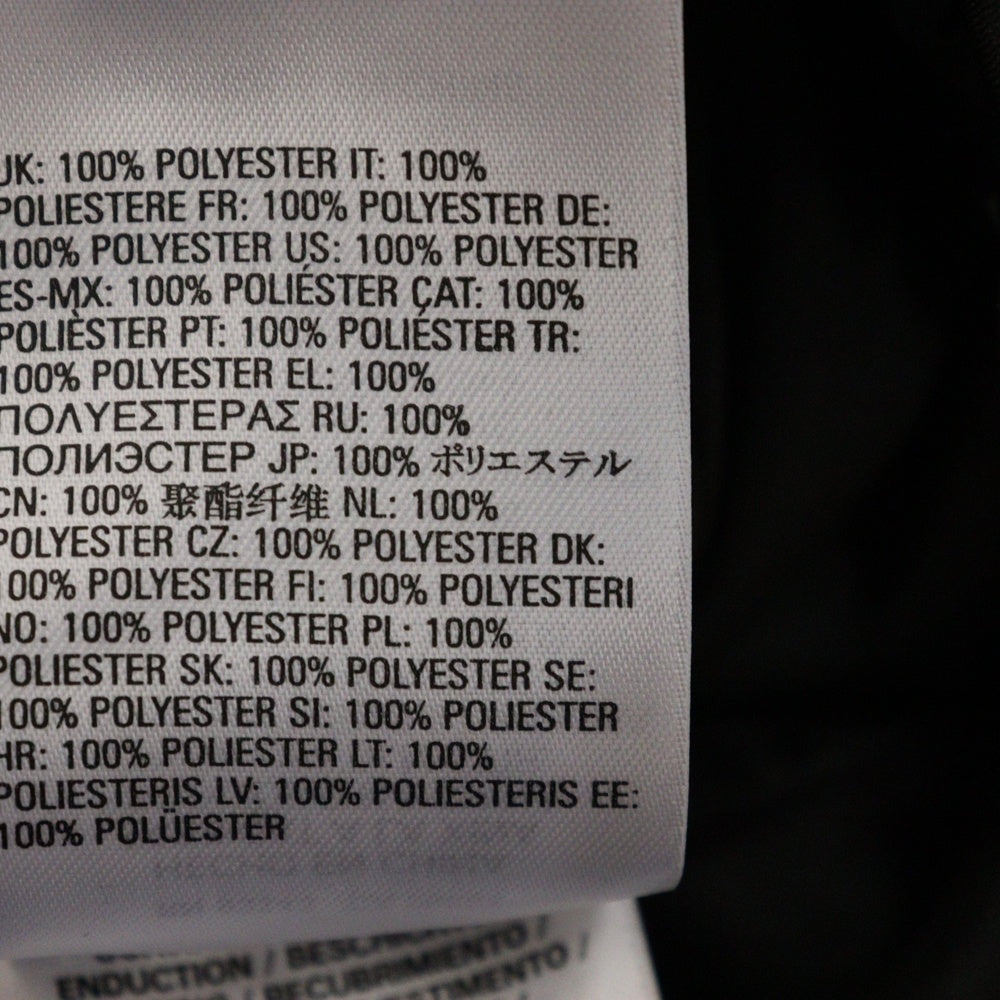 UK: 100% POLYESTER IT: 100%
POLIESTERE FR: 100% POLYESTER DE:
100% POLYESTER US: 100% POLYESTER
ES-MX: 100% POLIÉSTER CAT: 100%
POLIÈSTER PT: 100% POLIÉSTER TR:
100% POLYESTER EL: 100%
ΠΟΛΥΕΣΤΕΡΑΣ RU: 100%
ПОЛИЭСТЕР JP: 100% ポリエステル
CN: 100% 聚酯纤维 NL: 100%
POLYESTER CZ: 100% POLYESTER DK:
100% POLYESTER FI: 100% POLYESTERI
NO: 100% POLYESTER PL: 100%
POLIESTER SK: 100% POLYESTER SE:
100% POLYESTER SI: 100% POLIESTER
HR: 100% POLIESTER LT: 100%
POLIESTERIS LV: 100% POLIESTERIS EE:
100% POLÜESTER
HECHO EN CHINA
ENDUCTION /
/ RECUBRIMIENTO /